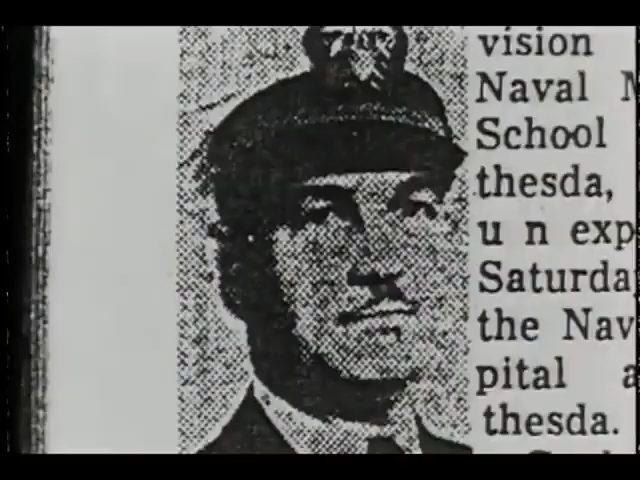 vision
Naval M
School
thesda,
u n exp
Saturda
the Nav
pital a
thesda.